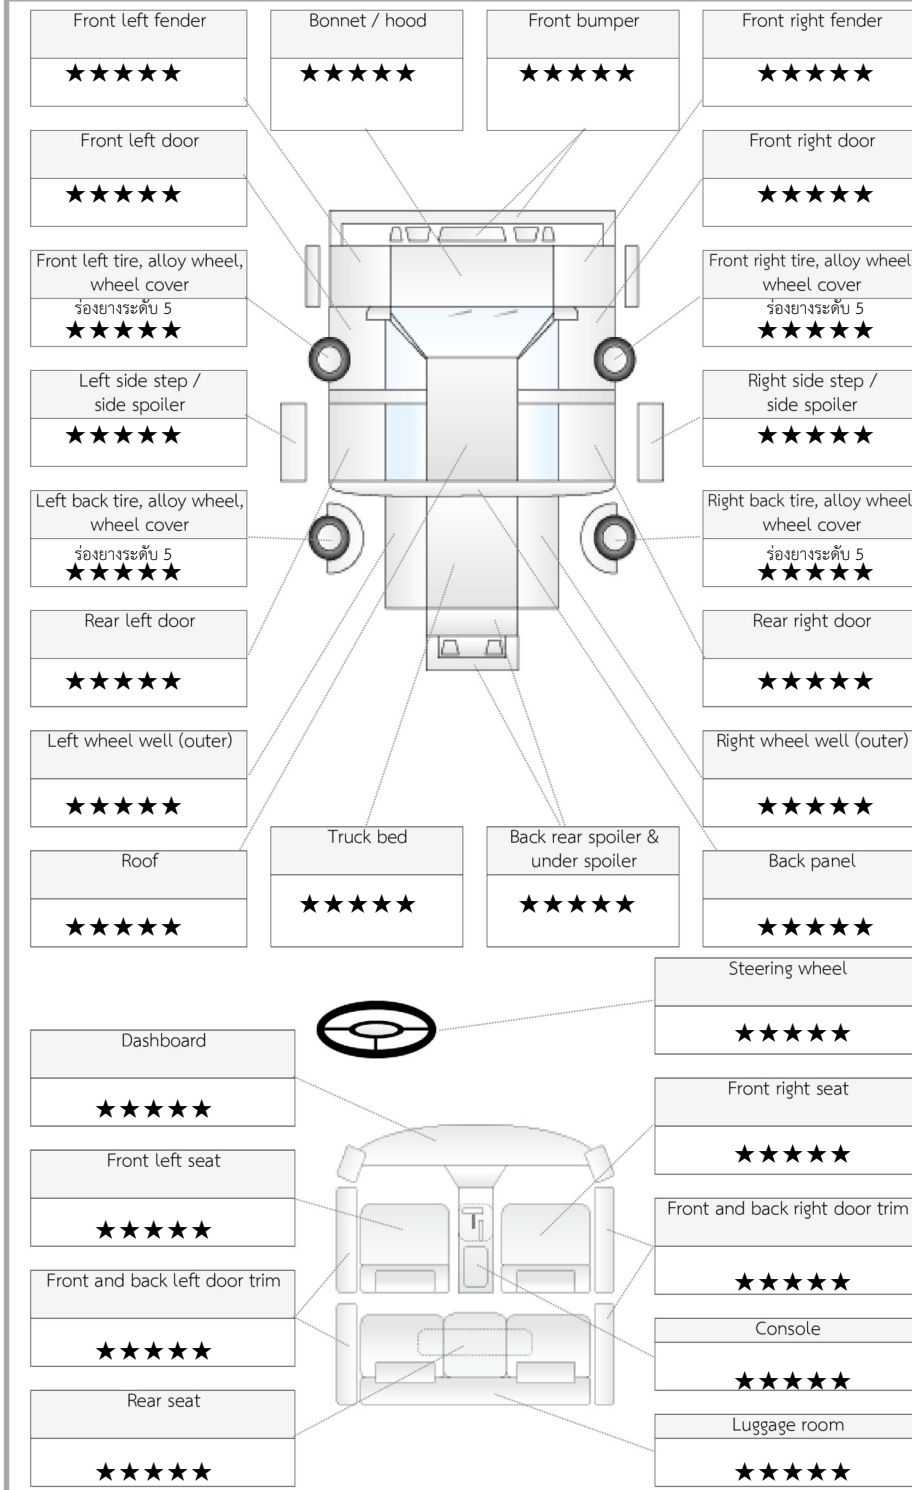 Front left fender
★★★★★
Bonnet / hood
★★★★★
Front bumper
★★★★★
Front right fender
★★★★★
Front left door
★★★★★
Front right door
★★★★★
Front left tire, alloy wheel,
wheel cover
ร่องยางระดับ 5
★★★★★
Front right tire, alloy wheel
wheel cover
ร่องยางระดับ 5
★★★★★
Left side step /
side spoiler
★★★★★
Right side step /
side spoiler
★★★★★
Left back tire, alloy wheel,
wheel cover
ร่องยางระดับ 5
★★★★★
Right back tire, alloy wheel
wheel cover
ร่องยางระดับ 5
★★★★★
Rear left door
★★★★★
Rear right door
★★★★★
Left wheel well (outer)
★★★★★
Right wheel well (outer)
★★★★★
Roof
★★★★★
Truck bed
★★★★★
Back rear spoiler &
under spoiler
★★★★★
Back panel
★★★★★
Steering wheel
★★★★★
Dashboard
★★★★★
Front right seat
★★★★★
Front left seat
★★★★★
Front and back right door trim
★★★★★
Front and back left door trim
★★★★★
Console
★★★★★
Rear seat
★★★★★
Luggage room
★★★★★